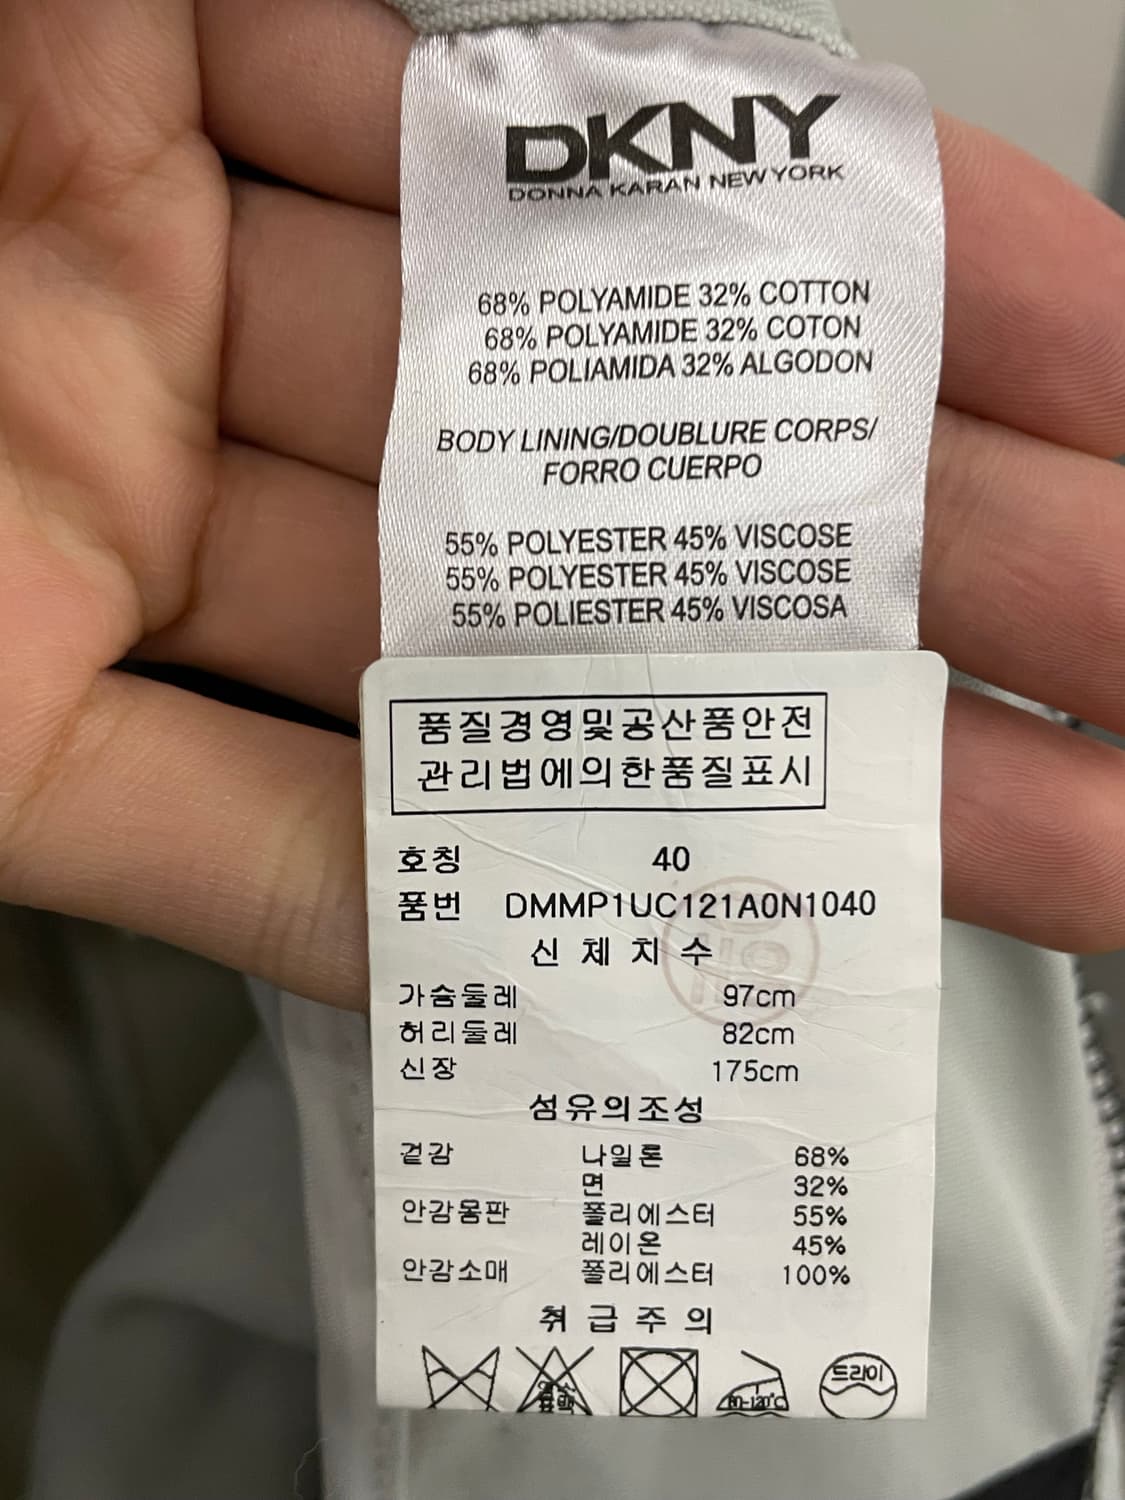 DKNY
DONNA KARAN NEW YORK
68% POLYAMIDE 32% COTTON
68% POLYAMIDE 32% COTON
68% POLIAMIDA 32% ALGODON
BODY LINING/DOUBLURE CORPS/
FORRO CUERPO
55% POLYESTER 45% VISCOSE
55% POLYESTER 45% VISCOSE
55% POLIESTER 45% VISCOSA
품질경영및공산품안전
관리법에의한품질표시
호칭 40
품번 DMMP1UC121A0N1040
신체치수
가슴둘레 97cm
허리둘레 82cm
신장 175cm
섬유의조성
겉감 나일론 68%
면 32%
안감몸판 폴리에스터 55%
레이온 45%
안감소매 폴리에스터 100%
취급주의
80-120℃ 드라이